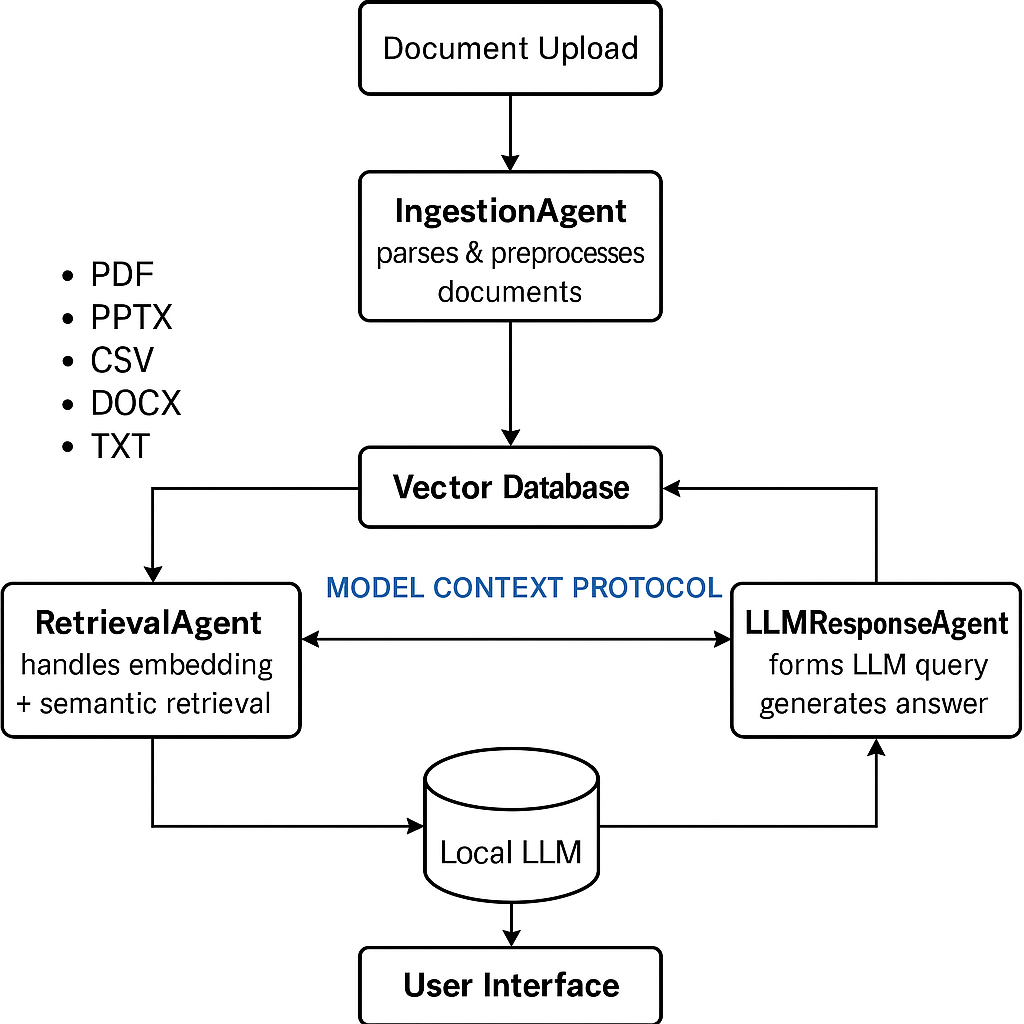 Document Upload
IngestionAgent
parses & preprocesses
documents
• PDF
• PPTX
• CSV
• DOCX
• TXT
Vector Database
MODEL CONTEXT PROTOCOL
RetrievalAgent
handles embedding
+ semantic retrieval
LLMResponseAgent
forms LLM query
generates answer
Local LLM
User Interface